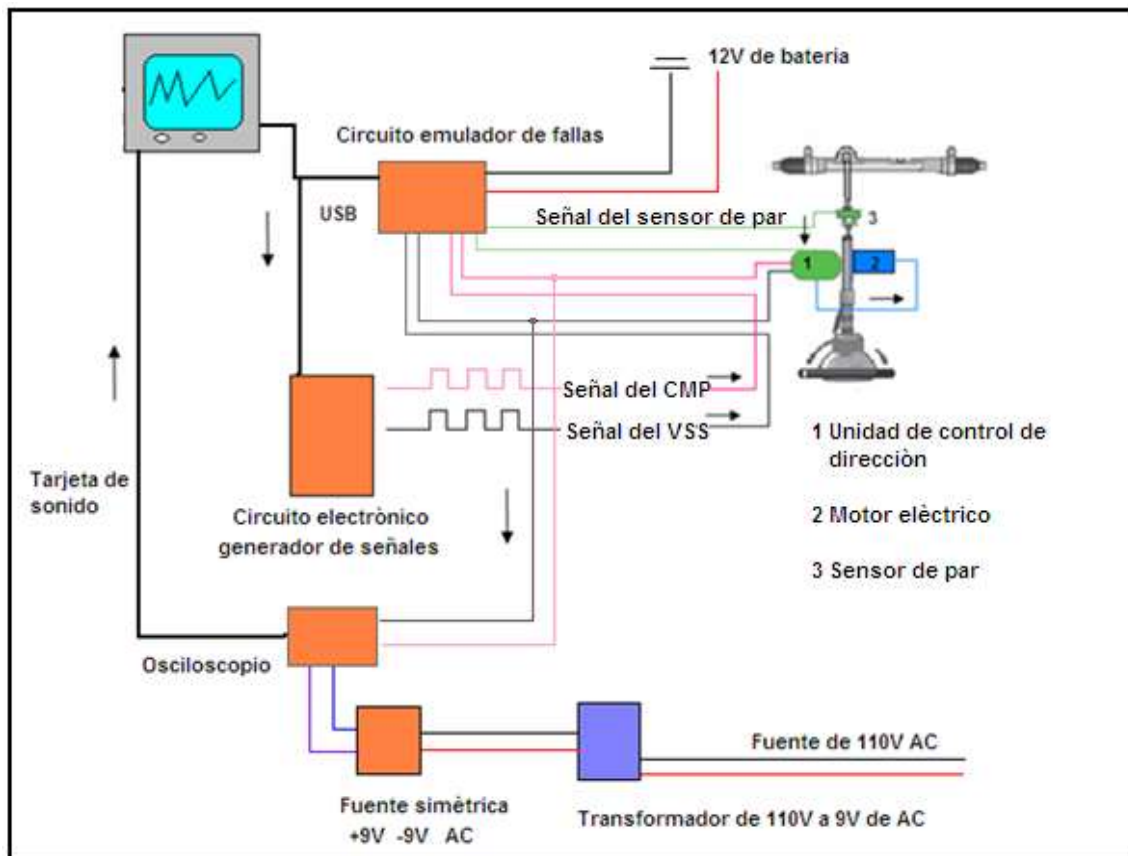 12V de bateria
Circuito emulador de fallas
USB
Señal del sensor de par
3
1
2
Señal del CMP
Señal del VSS
1 Unidad de control de
direcciòn
2 Motor elèctrico
3 Sensor de par
Tarjeta de
sonido
Circuito electrònico
generador de señales
Osciloscopio
Fuente de 110V AC
Fuente simètrica
+9V -9V AC
Transformador de 110V a 9V de AC